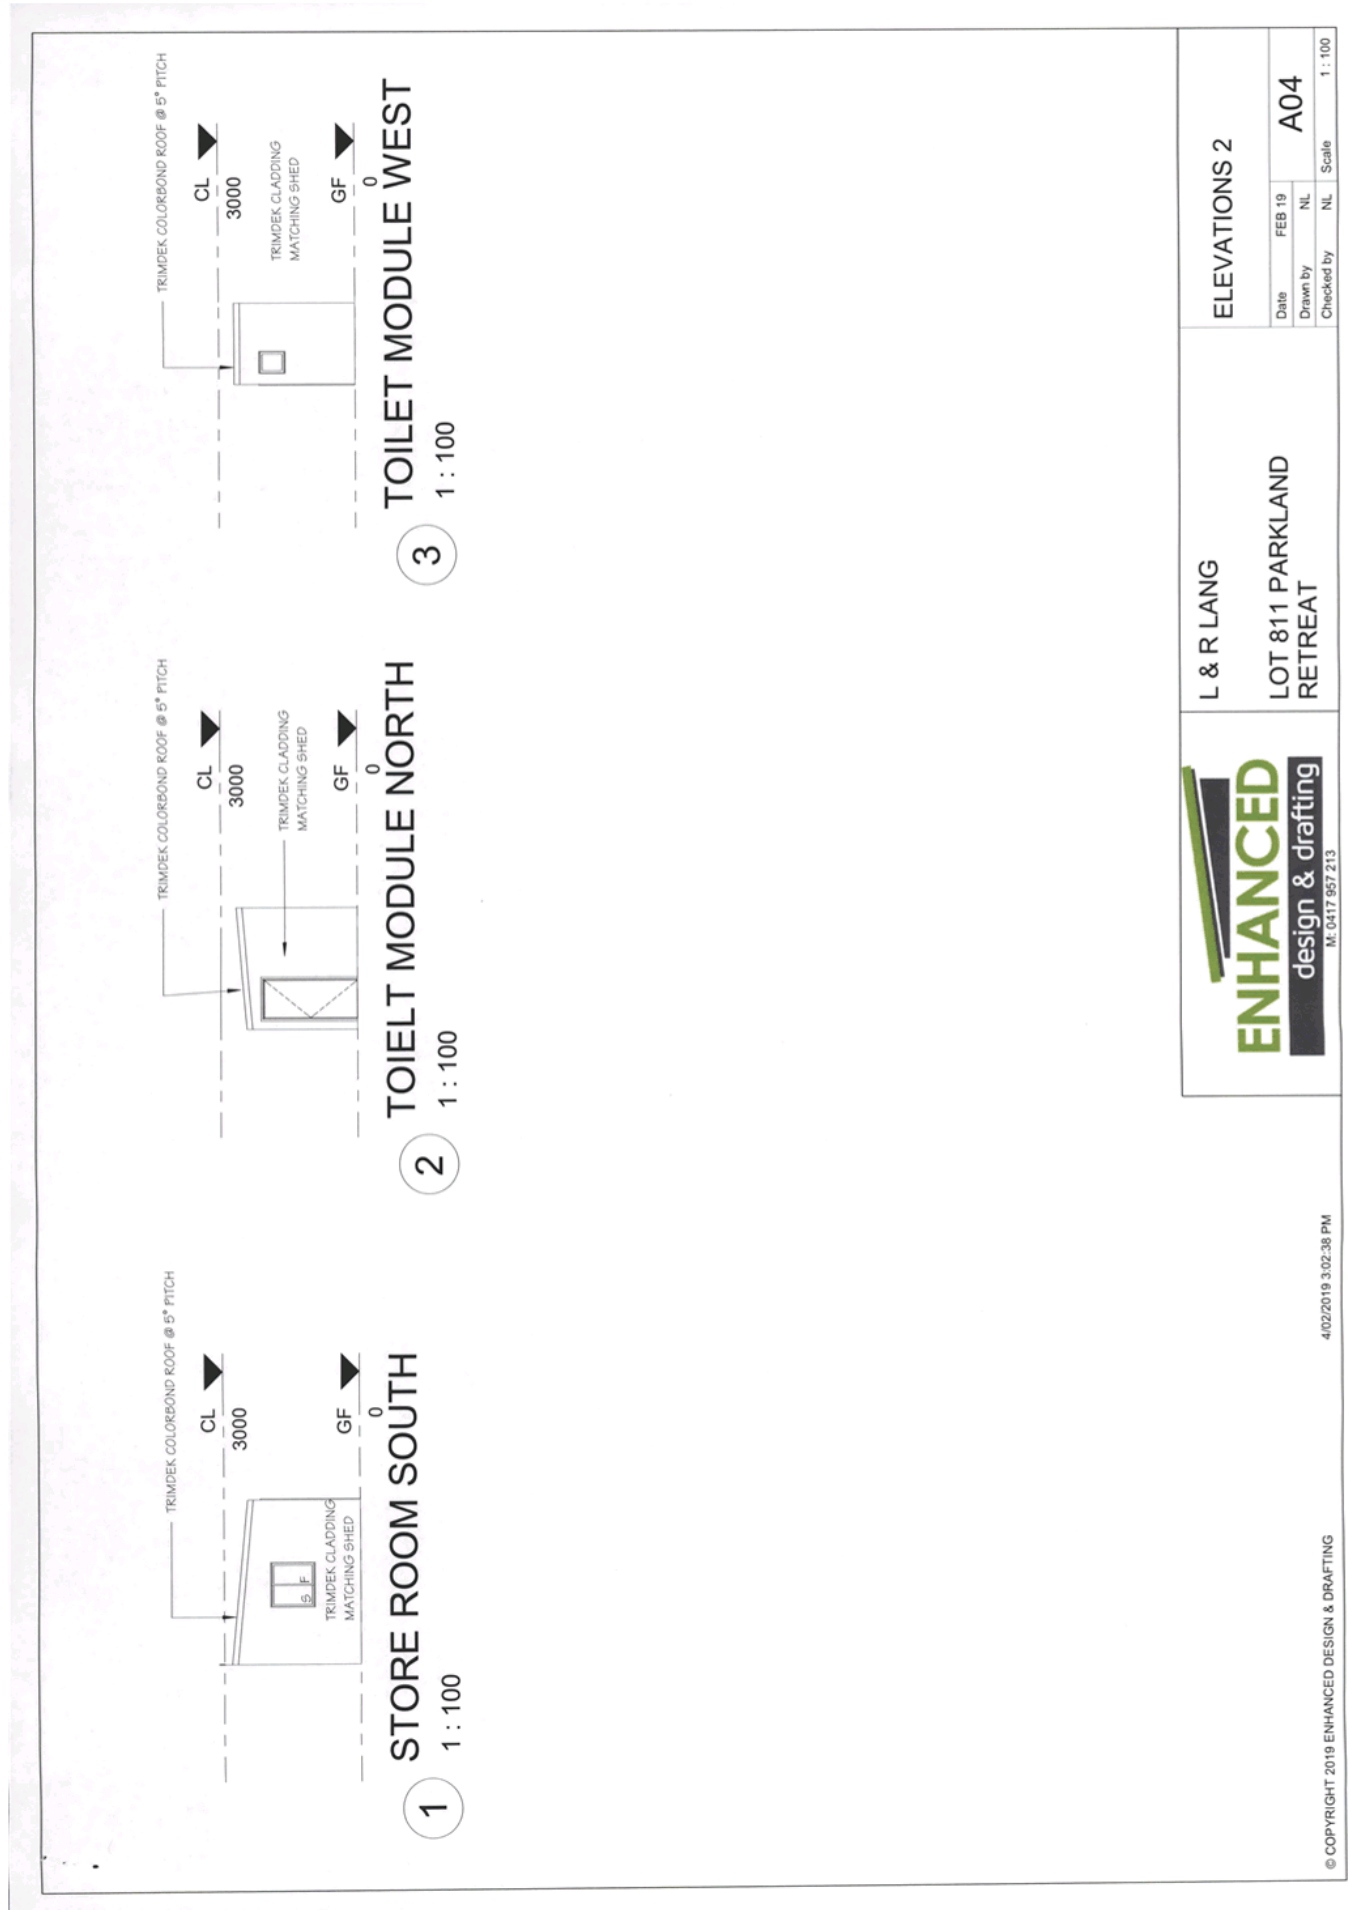 TRIMDEK COLORBOND ROOF @ 5° PITCH
CL
3000
GF
0
S F
TRIMDEK CLADDING
MATCHING SHED
1
STORE ROOM SOUTH
1 : 100
TRIMDEK COLORBOND ROOF @ 5° PITCH
CL
3000
TRIMDEK CLADDING
MATCHING SHED
GF
0
2
TOIELT MODULE NORTH
1 : 100
TRIMDEK COLORBOND ROOF @ 5° PITCH
CL
3000
TRIMDEK CLADDING
MATCHING SHED
GF
0
3
TOILET MODULE WEST
1 : 100
© COPYRIGHT 2019 ENHANCED DESIGN & DRAFTING
4/02/2019 3:02:38 PM
ENHANCED
design & drafting
M: 0417 957 213
L & R LANG
LOT 811 PARKLAND
RETREAT
ELEVATIONS 2
Date FEB 19
Drawn by NL
Checked by NL
A04
Scale 1 : 100